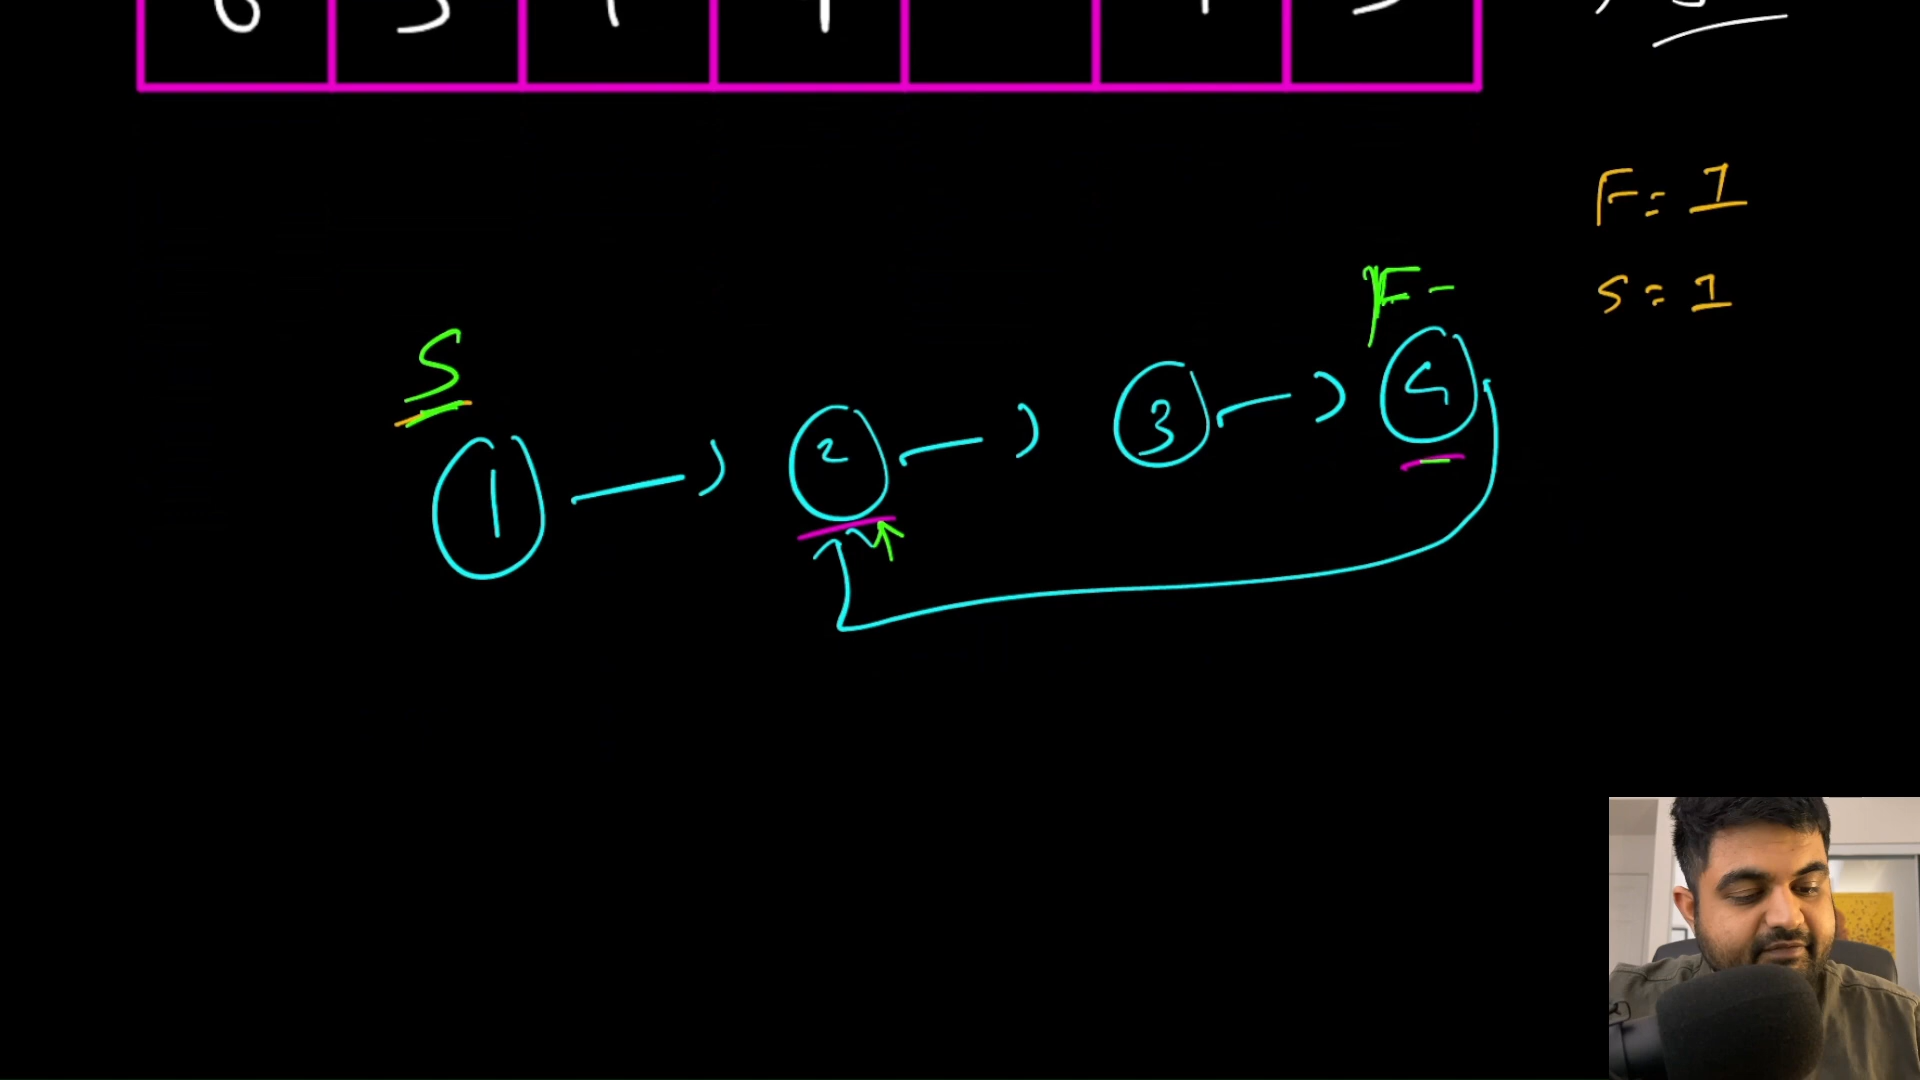 F = 1
S = 1
F -
S
1 2 3 4